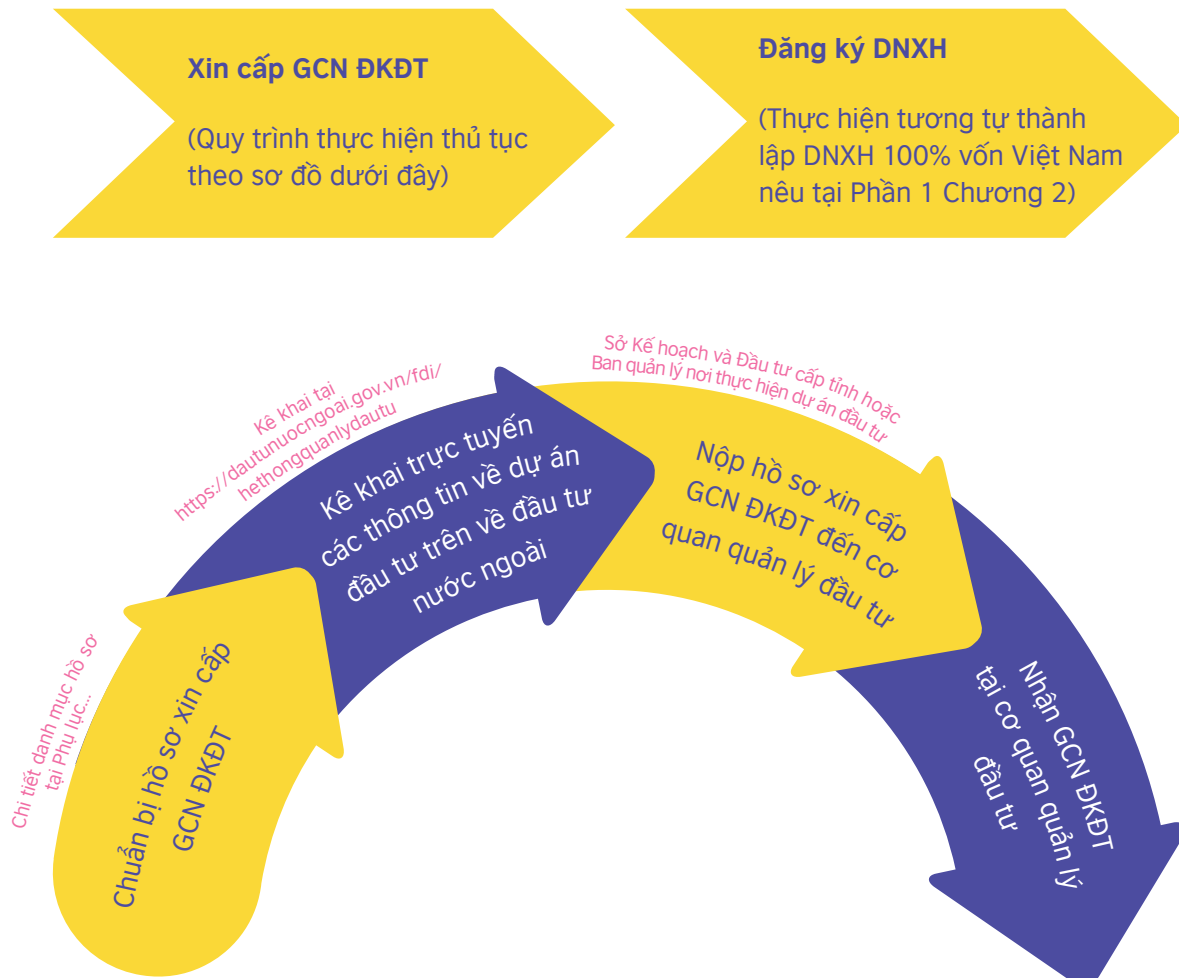 Xin cấp GCN ĐKĐT
(Quy trình thực hiện thủ tục
theo sơ đồ dưới đây)
Đăng ký DNXH
(Thực hiện tương tự thành
lập DNXH 100% vốn Việt Nam
nêu tại Phần 1 Chương 2)
Chi tiết danh mục hồ sơ
tại Phụ lục...
Chuẩn bị hồ sơ xin cấp
GCN ĐKĐT
Kê khai tại
https://dautunuocngoai.gov.vn/fdi/
hethongquanlydautu
Kê khai trực tuyến
các thông tin về dự án
đầu tư trên về đầu tư
nước ngoài
Sở Kế hoạch và Đầu tư cấp tỉnh hoặc
Ban quản lý nơi thực hiện dự án đầu tư
Nộp hồ sơ xin cấp
GCN ĐKĐT đến cơ
quan quản lý đầu tư
Nhận GCN ĐKĐT
tại cơ quan quản lý
đầu tư